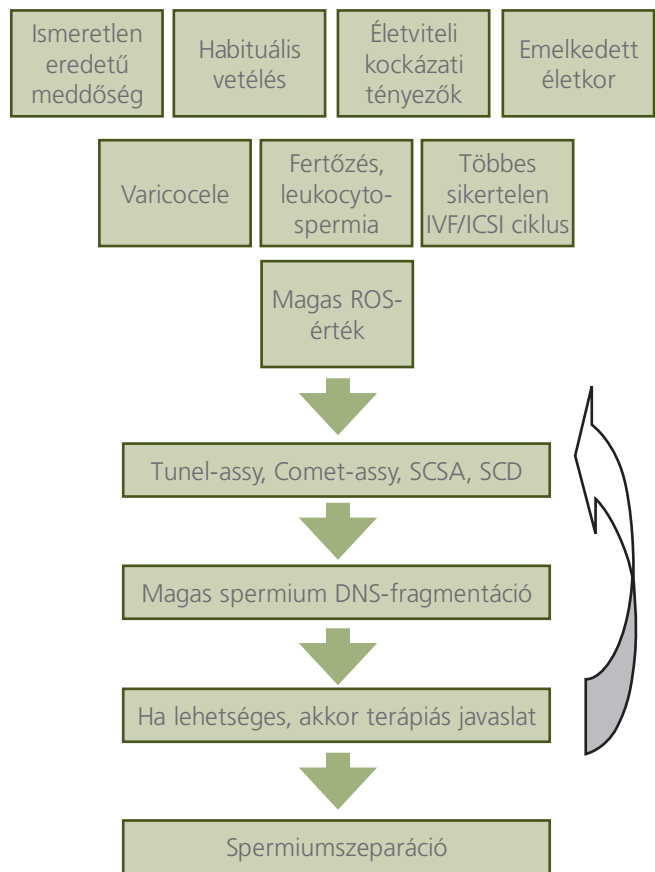 Ismeretlen
eredetű
meddőség
Habituális
vetélés
Életviteli
kockázati
tényezők
Emelkedett
életkor
Varicocele
Fertőzés,
leukocyto-
spermia
Többes
sikertelen
IVF/ICSI ciklus
Magas ROS-
érték
Tunel-assy, Comet-assy, SCSA, SCD
Magas spermium DNS-fragmentáció
Ha lehetséges, akkor terápiás javaslat
Spermiumszeparáció